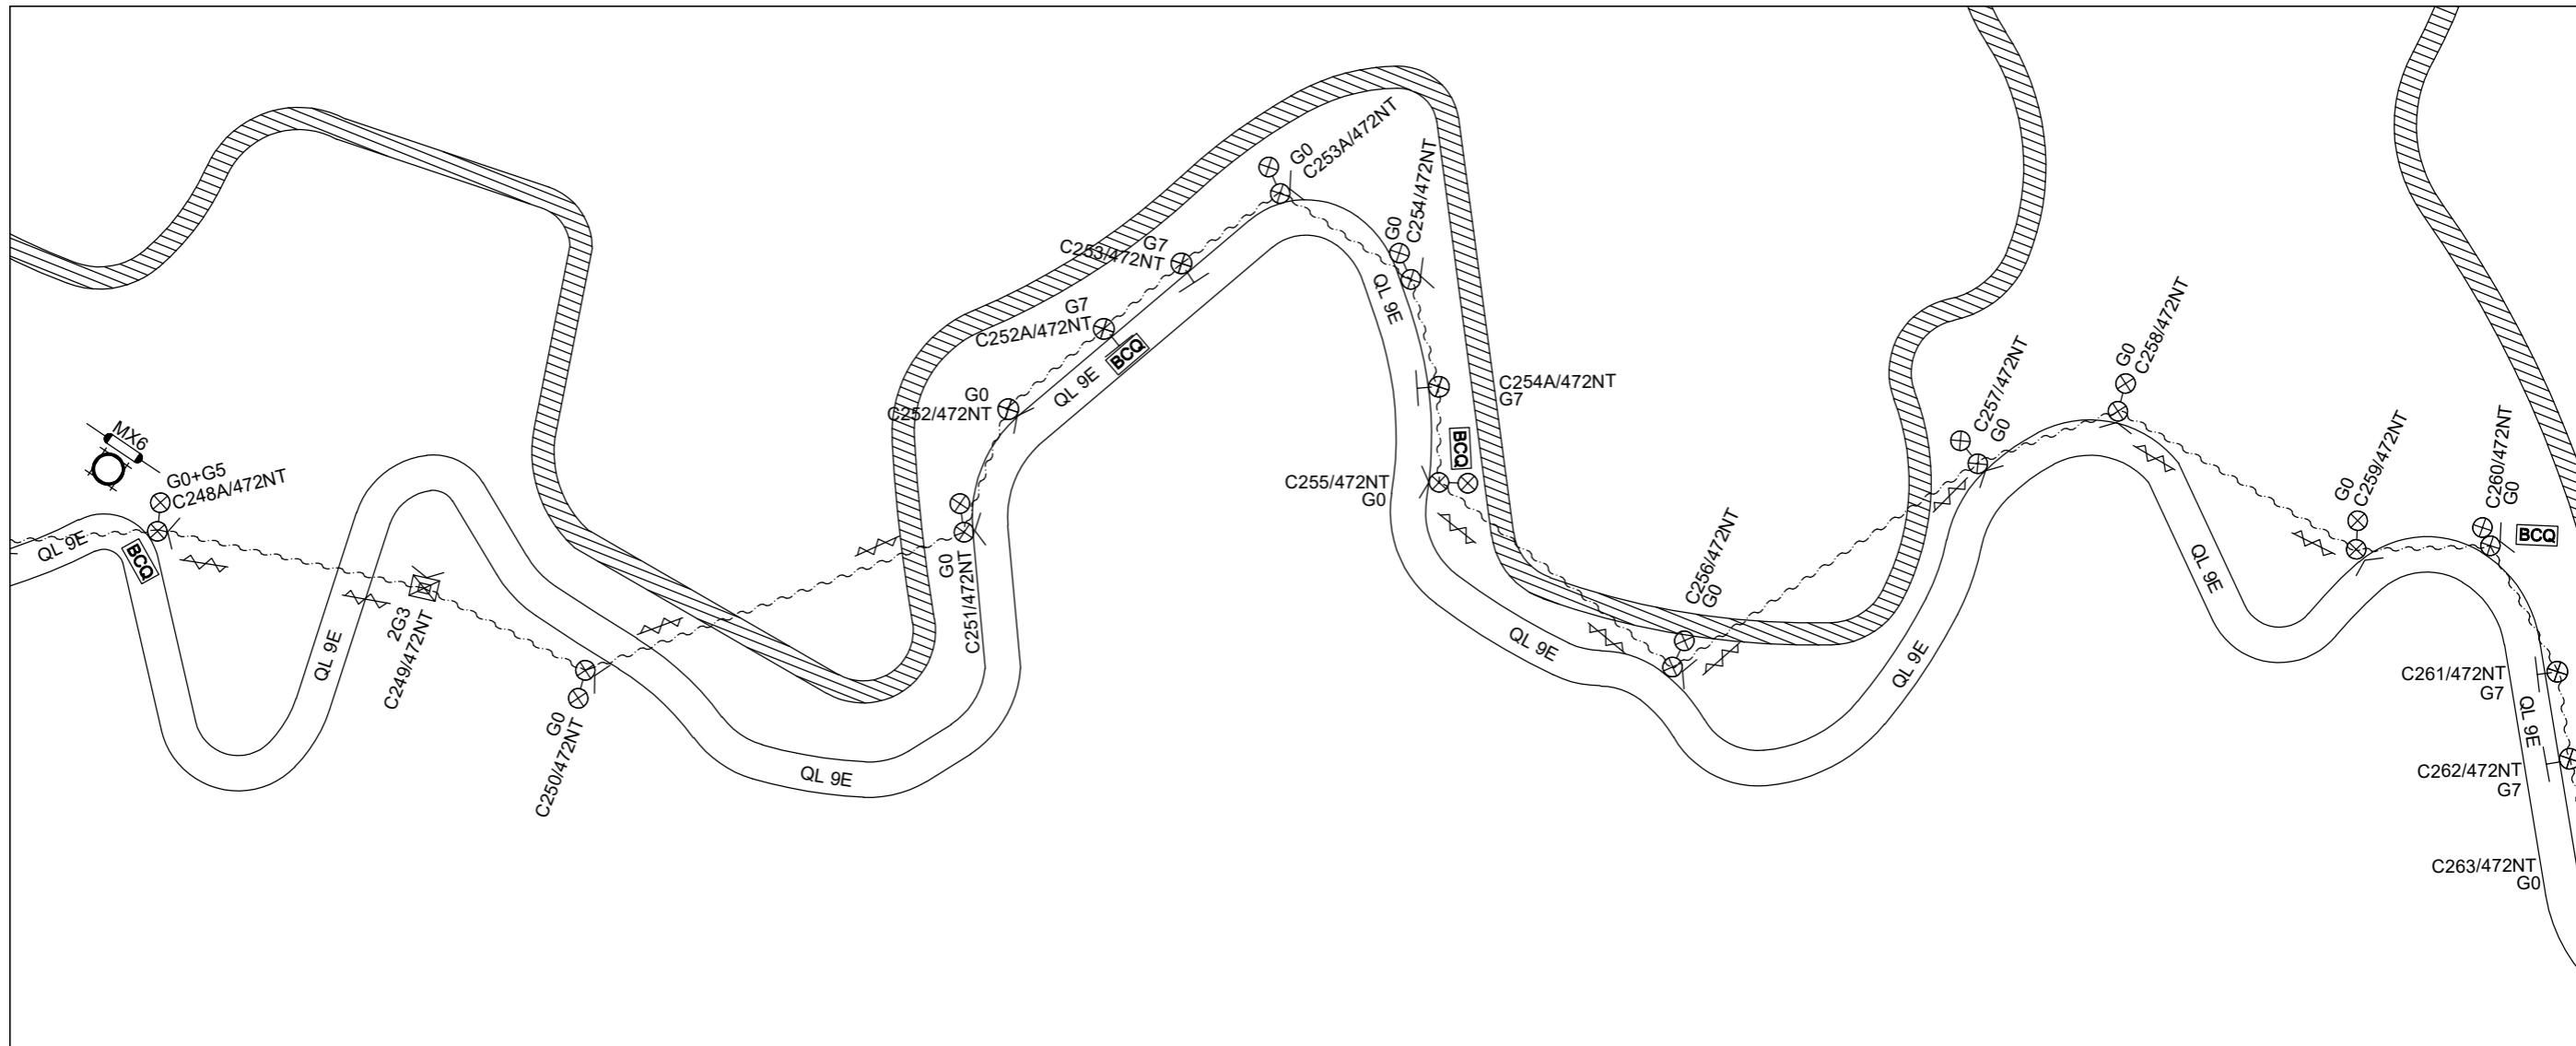 MX6
G0+G5
C248A/472NT
QL 9E
BCQ
QL 9E
2G3
C249/472NT
G0
C250/472NT
QL 9E
G0
C251/472NT
G0
C252/472NT
QL 9E
BCQ
G7
C252A/472NT
G7
C253/472NT
G0
C253A/472NT
G0
C254/472NT
QL 9E
C254A/472NT
G7
BCQ
C255/472NT
G0
QL 9E
C256/472NT
G0
QL 9E
C257/472NT
G0
G0
C258/472NT
QL 9E
G0
C259/472NT
C260/472NT
G0
BCQ
C261/472NT
G7
QL 9E
C262/472NT
G7
C263/472NT
G0